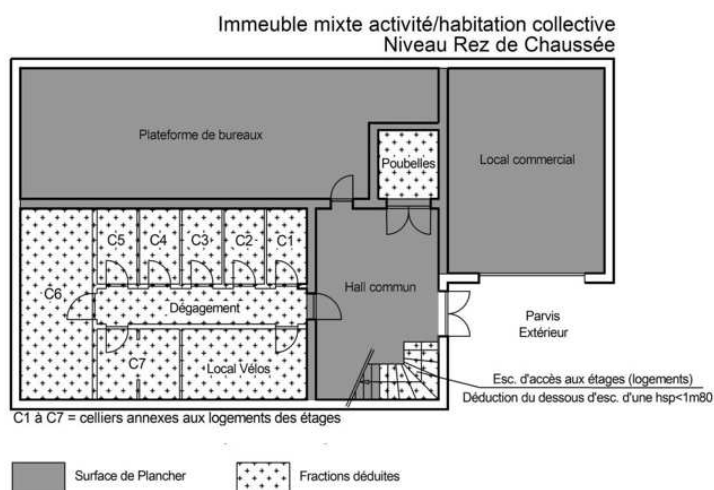 Immeuble mixte activité/habitation collective
Niveau Rez de Chaussée
Plateforme de bureaux
Poubelles
Local commercial
C5
C4
C3
C2
C1
C6
Hall commun
Dégagement
Parvis
Extérieur
C7
Local Vélos
Esc. d'accès aux étages (logements)
Déduction du dessous d'esc. d'une hsp<1m80
C1 à C7 = celliers annexes aux logements des étages
Surface de Plancher
Fractions déduites